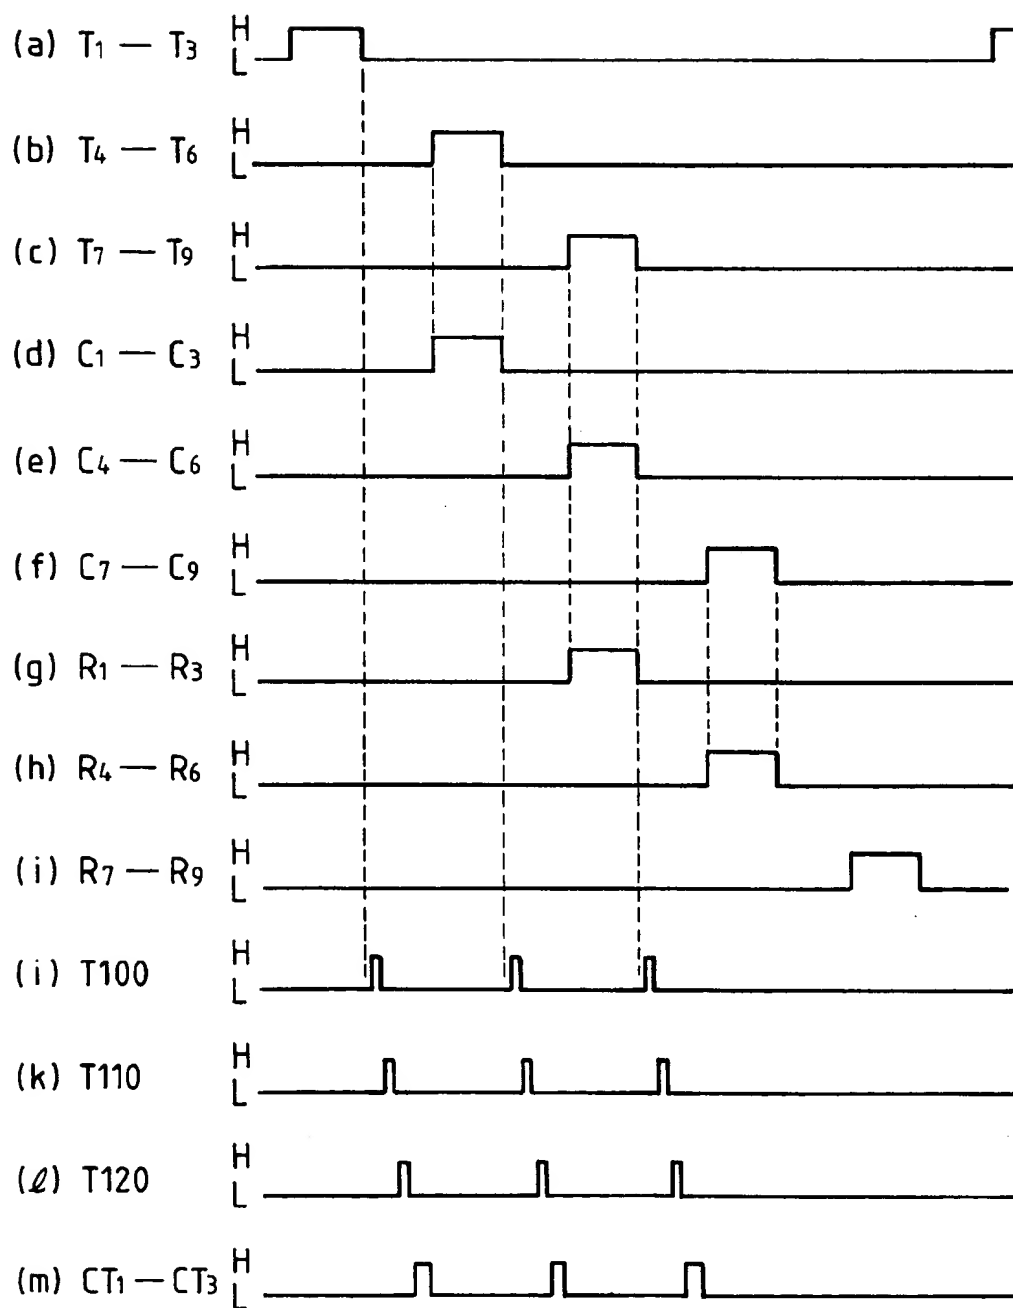 (a) T1 — T3 H L
(b) T4 — T6 H L
(c) T7 — T9 H L
(d) C1 — C3 H L
(e) C4 — C6 H L
(f) C7 — C9 H L
(g) R1 — R3 H L
(h) R4 — R6 H L
(i) R7 — R9 H L
(i) T100 H L
(k) T110 H L
(ℓ) T120 H L
(m) CT1 — CT3 H L